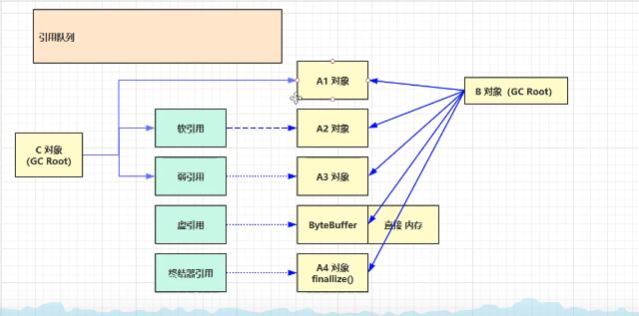 引用队列
A1 对象
B 对象（GC Root）
软引用
A2 对象
C 对象
(GC Root)
弱引用
A3 对象
虚引用
ByteBuffer
直接 内存
终结器引用
A4 对象
finallize()